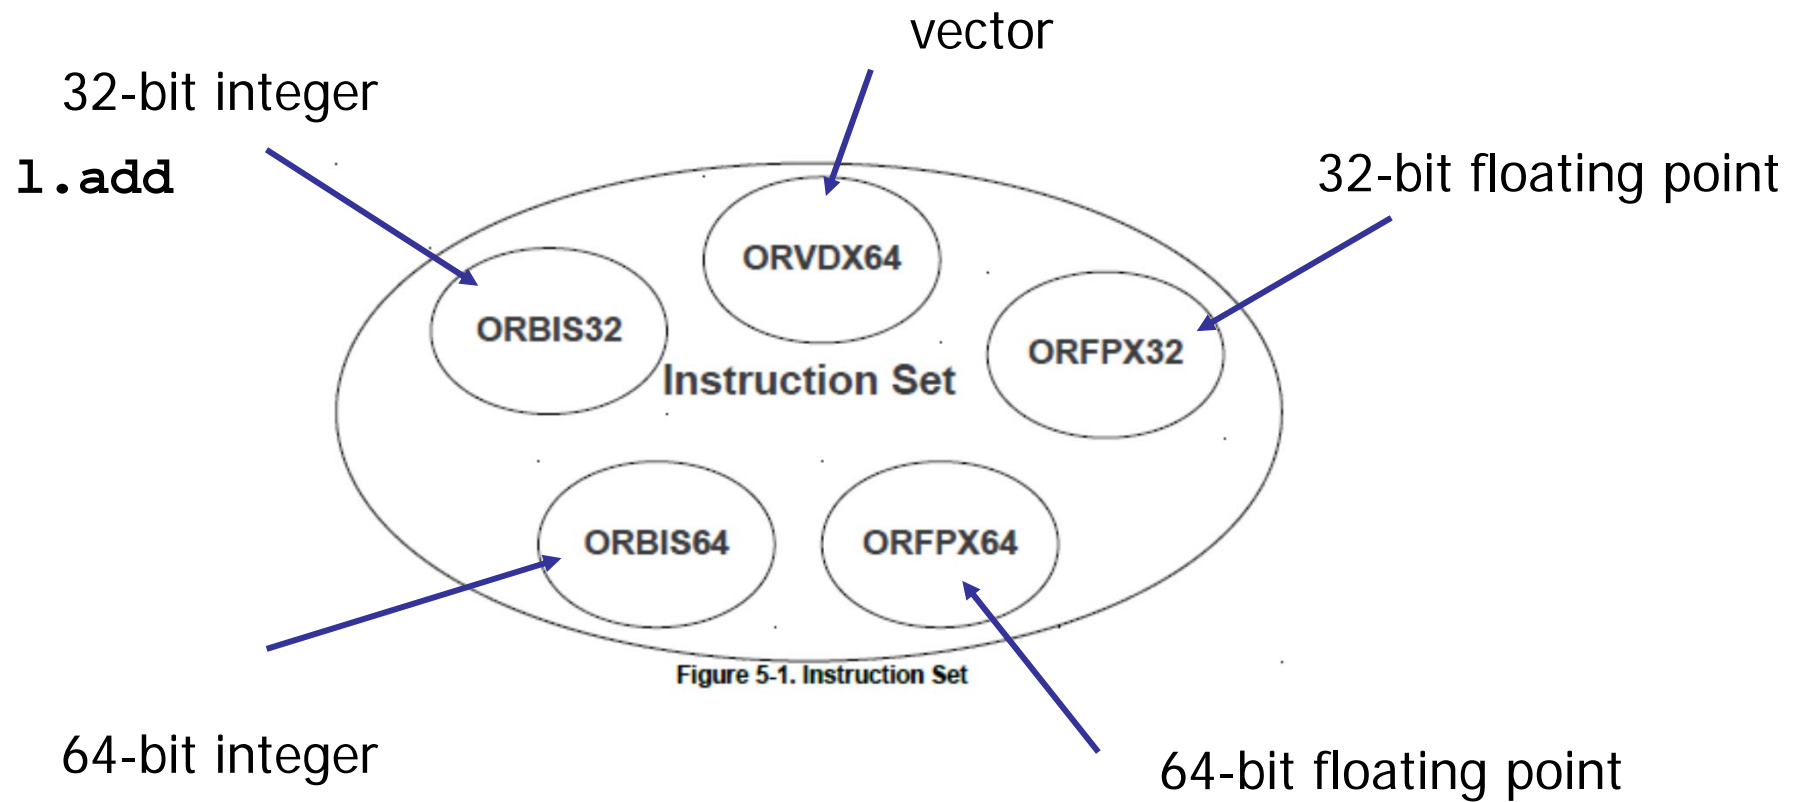 vector
32-bit integer
l.add
32-bit floating point
ORVDX64
ORBIS32
ORFPX32
Instruction Set
ORBIS64
ORFPX64
Figure 5-1. Instruction Set
64-bit integer
64-bit floating point